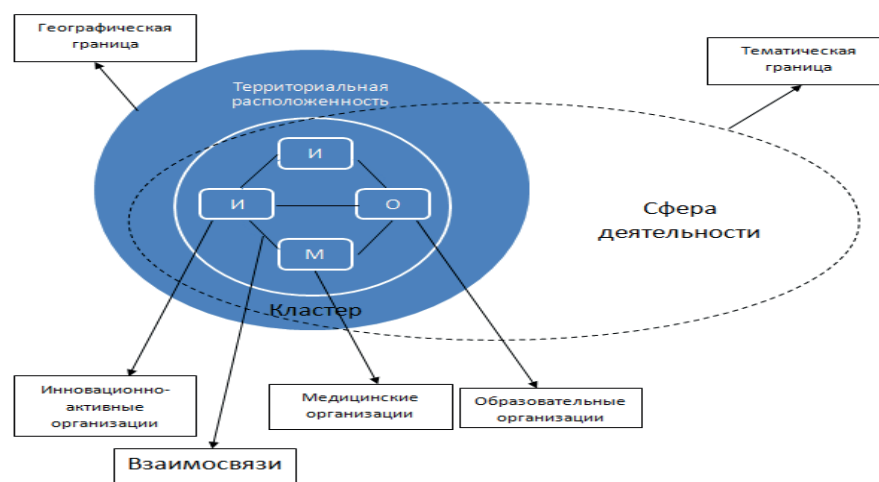 Географическая
граница
Тематическая
граница
Территориальная
расположенность
И
И
О
М
Сфера
деятельности
Кластер
Инновационно-
активные
организации
Медицинские
организации
Образовательные
организации
Взаимосвязи